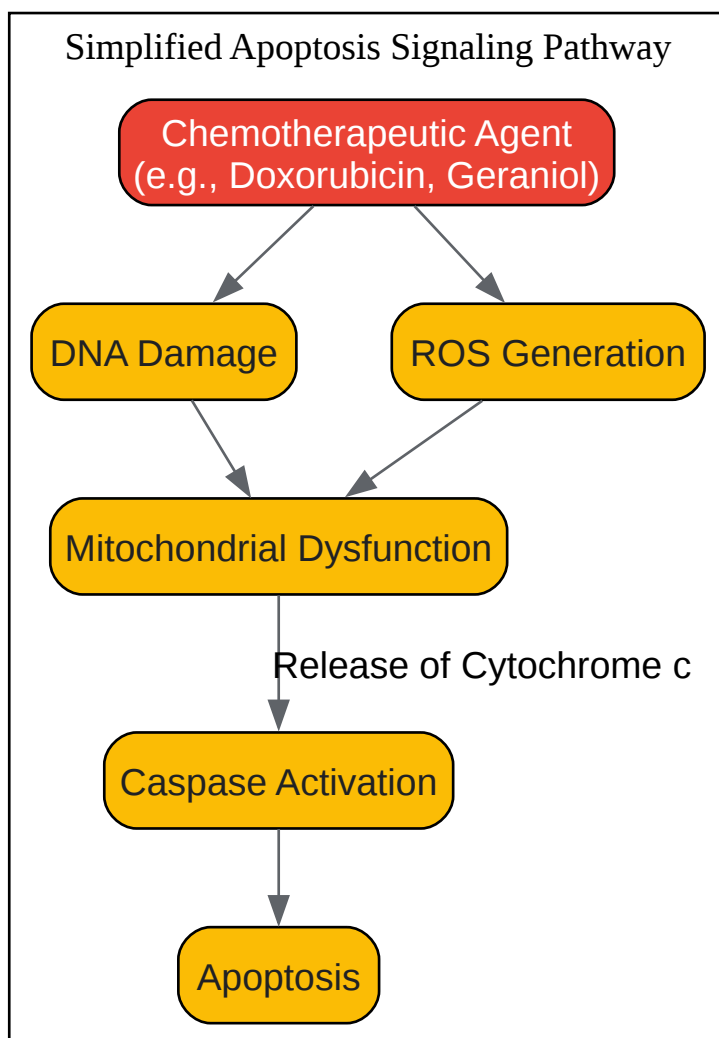 Simplified Apoptosis Signaling Pathway
Chemotherapeutic Agent
(e.g., Doxorubicin, Geraniol)
DNA Damage
ROS Generation
Mitochondrial Dysfunction
Release of Cytochrome c
Caspase Activation
Apoptosis